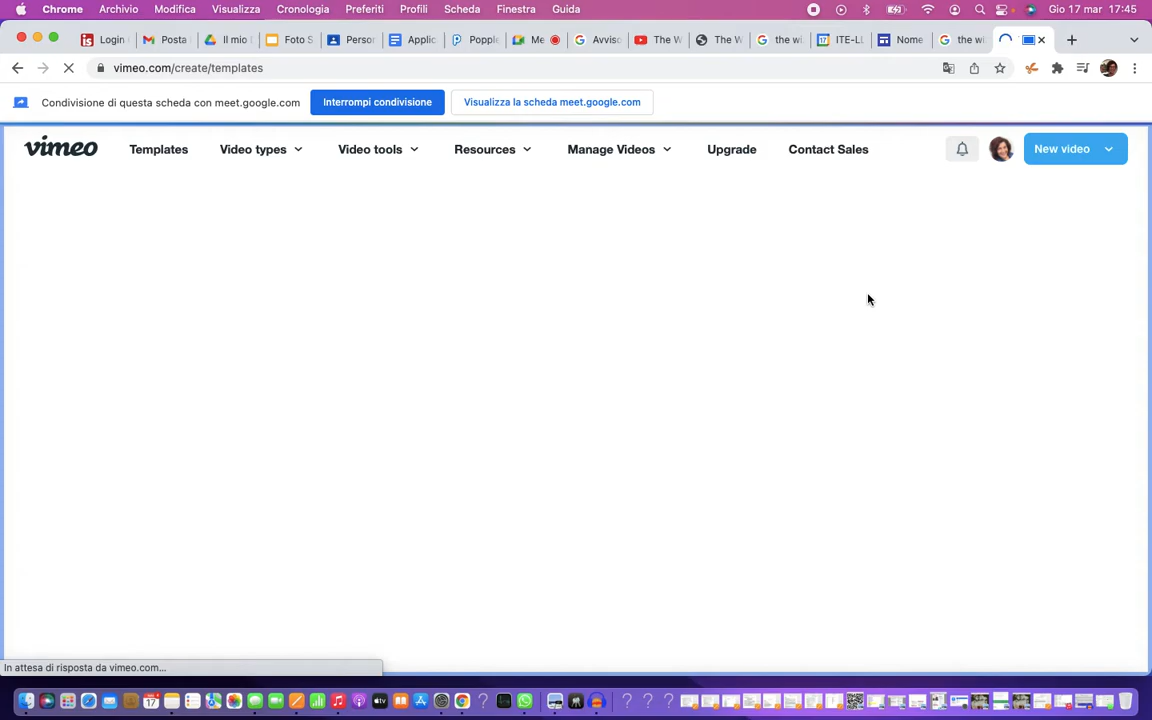 Chrome Archivio Modifica Visualizza Cronologia Preferiti Profili Scheda Finestra Guida Gio 17 mar 17:45
Login Posta Il mio Foto S Person Applic Popple Me Avviso The W The W the wi ITE-LU Nome the wi
vimeo.com/create/templates
Condivisione di questa scheda con meet.google.com Interrompi condivisione Visualizza la scheda meet.google.com
vimeo Templates Video types Video tools Resources Manage Videos Upgrade Contact Sales New video
In attesa di risposta da vimeo.com...